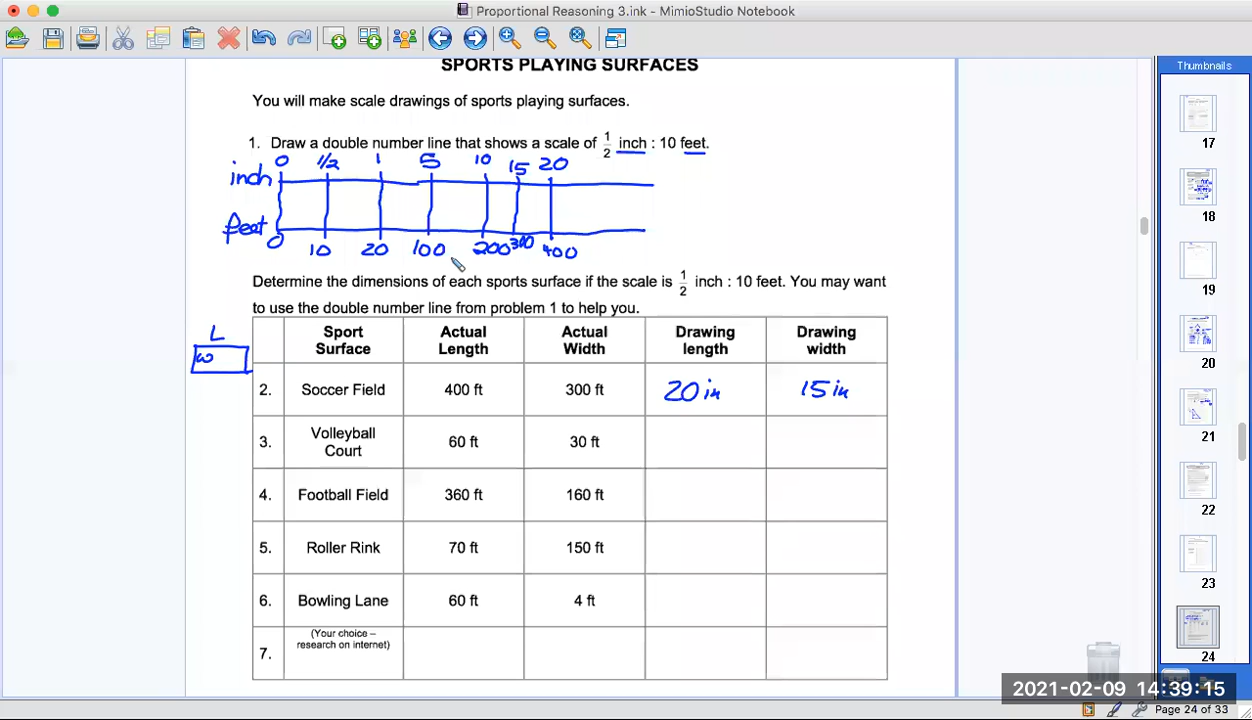 Proportional Reasoning 3.ink - MimioStudio Notebook
Thumbnails
SPORTS PLAYING SURFACES
You will make scale drawings of sports playing surfaces.
1. Draw a double number line that shows a scale of 1/2 inch : 10 feet.
0 1/2 1 5 10 15 20
inch
feet
0 10 20 100 200 300 400
Determine the dimensions of each sports surface if the scale is 1/2 inch : 10 feet. You may want
to use the double number line from problem 1 to help you.
L
w
Sport Surface Actual Length Actual Width Drawing length Drawing width
2. Soccer Field 400 ft 300 ft 20 in 15 in
3. Volleyball Court 60 ft 30 ft
4. Football Field 360 ft 160 ft
5. Roller Rink 70 ft 150 ft
6. Bowling Lane 60 ft 4 ft
7. (Your choice – research on internet)
17
18
19
20
21
22
23
24
2021-02-09 14:39:15
Page 24 of 33